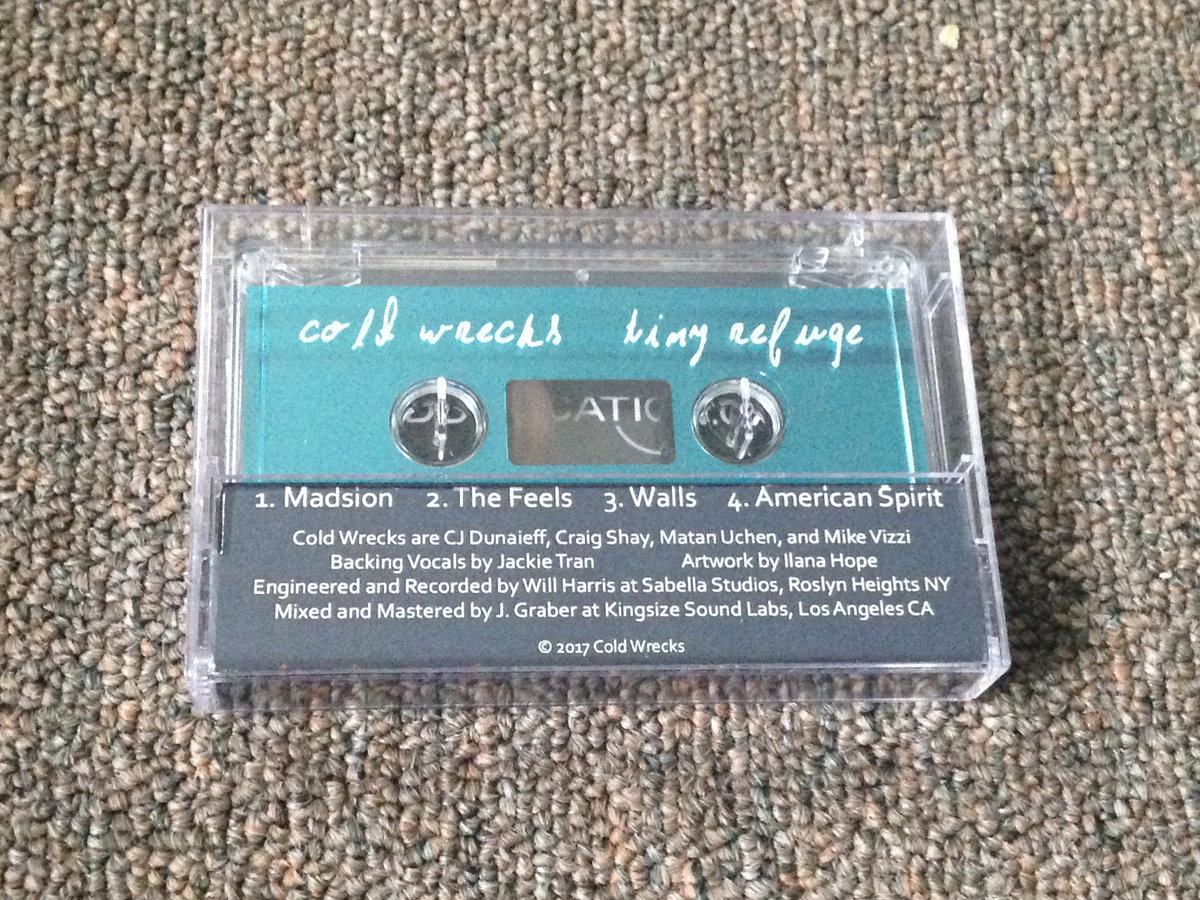 cold wrecks tiny refuge
CATIO
1. Madsion 2. The Feels 3. Walls 4. American Spirit
Cold Wrecks are CJ Dunaieff, Craig Shay, Matan Uchen, and Mike Vizzi
Backing Vocals by Jackie Tran Artwork by Ilana Hope
Engineered and Recorded by Will Harris at Sabella Studios, Roslyn Heights NY
Mixed and Mastered by J. Graber at Kingsize Sound Labs, Los Angeles CA
© 2017 Cold Wrecks